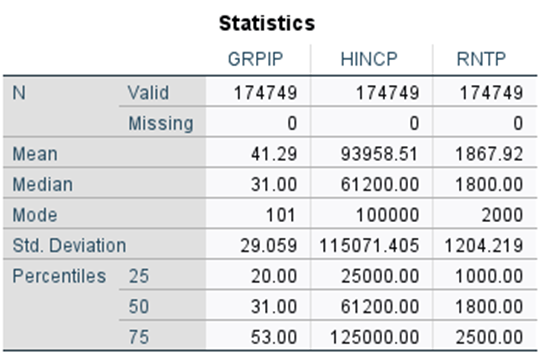 Statistics
GRPIP HINCP RNTP
N Valid 174749 174749 174749
Missing 0 0 0
Mean 41.29 93958.51 1867.92
Median 31.00 61200.00 1800.00
Mode 101 100000 2000
Std. Deviation 29.059 115071.405 1204.219
Percentiles 25 20.00 25000.00 1000.00
50 31.00 61200.00 1800.00
75 53.00 125000.00 2500.00